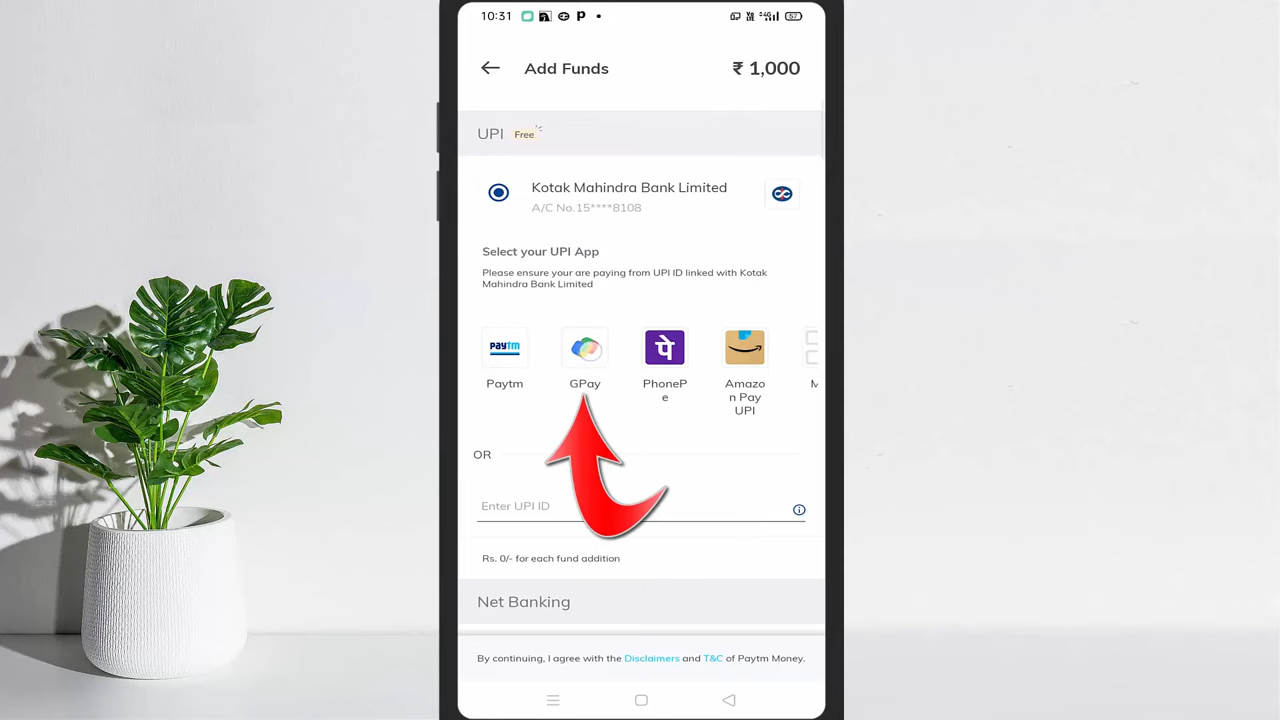 10:31
57
Add Funds
₹ 1,000
UPI Free
Kotak Mahindra Bank Limited
A/C No.15****8108
Select your UPI App
Please ensure your are paying from UPI ID linked with Kotak
Mahindra Bank Limited
paytm
पे
Paytm
GPay
PhoneP
e
Amazo
n Pay
UPI
M
OR
Enter UPI ID
Rs. 0/- for each fund addition
Net Banking
By continuing, I agree with the Disclaimers and T&C of Paytm Money.